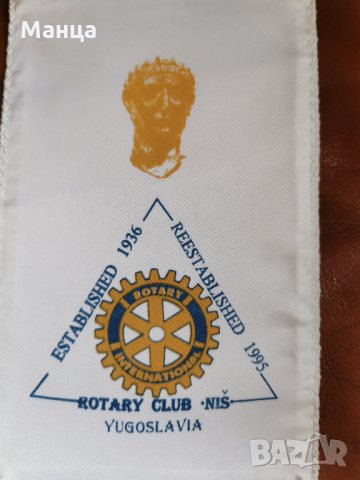 Манца
ESTABLISHED 1936
REESTABLISHED 1995
ROTARY
INTERNATIONAL
ROTARY CLUB ·NIŠ
YUGOSLAVIA
BAZAR